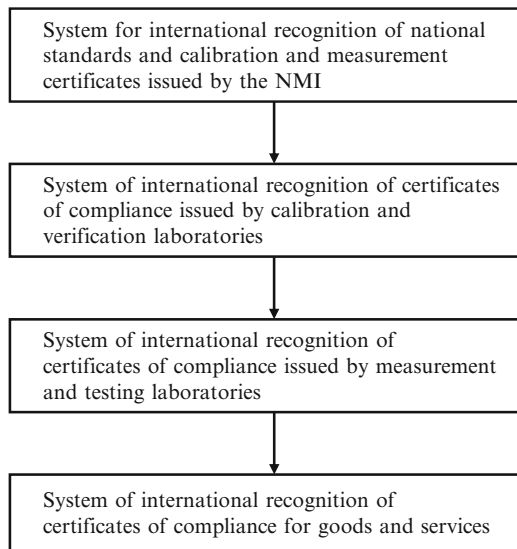 System for international recognition of national
standards and calibration and measurement
certificates issued by the NMI
System of international recognition of certificates
of compliance issued by calibration and
verification laboratories
System of international recognition of
certificates of compliance issued by measurement
and testing laboratories
System of international recognition of
certificates of compliance for goods and services